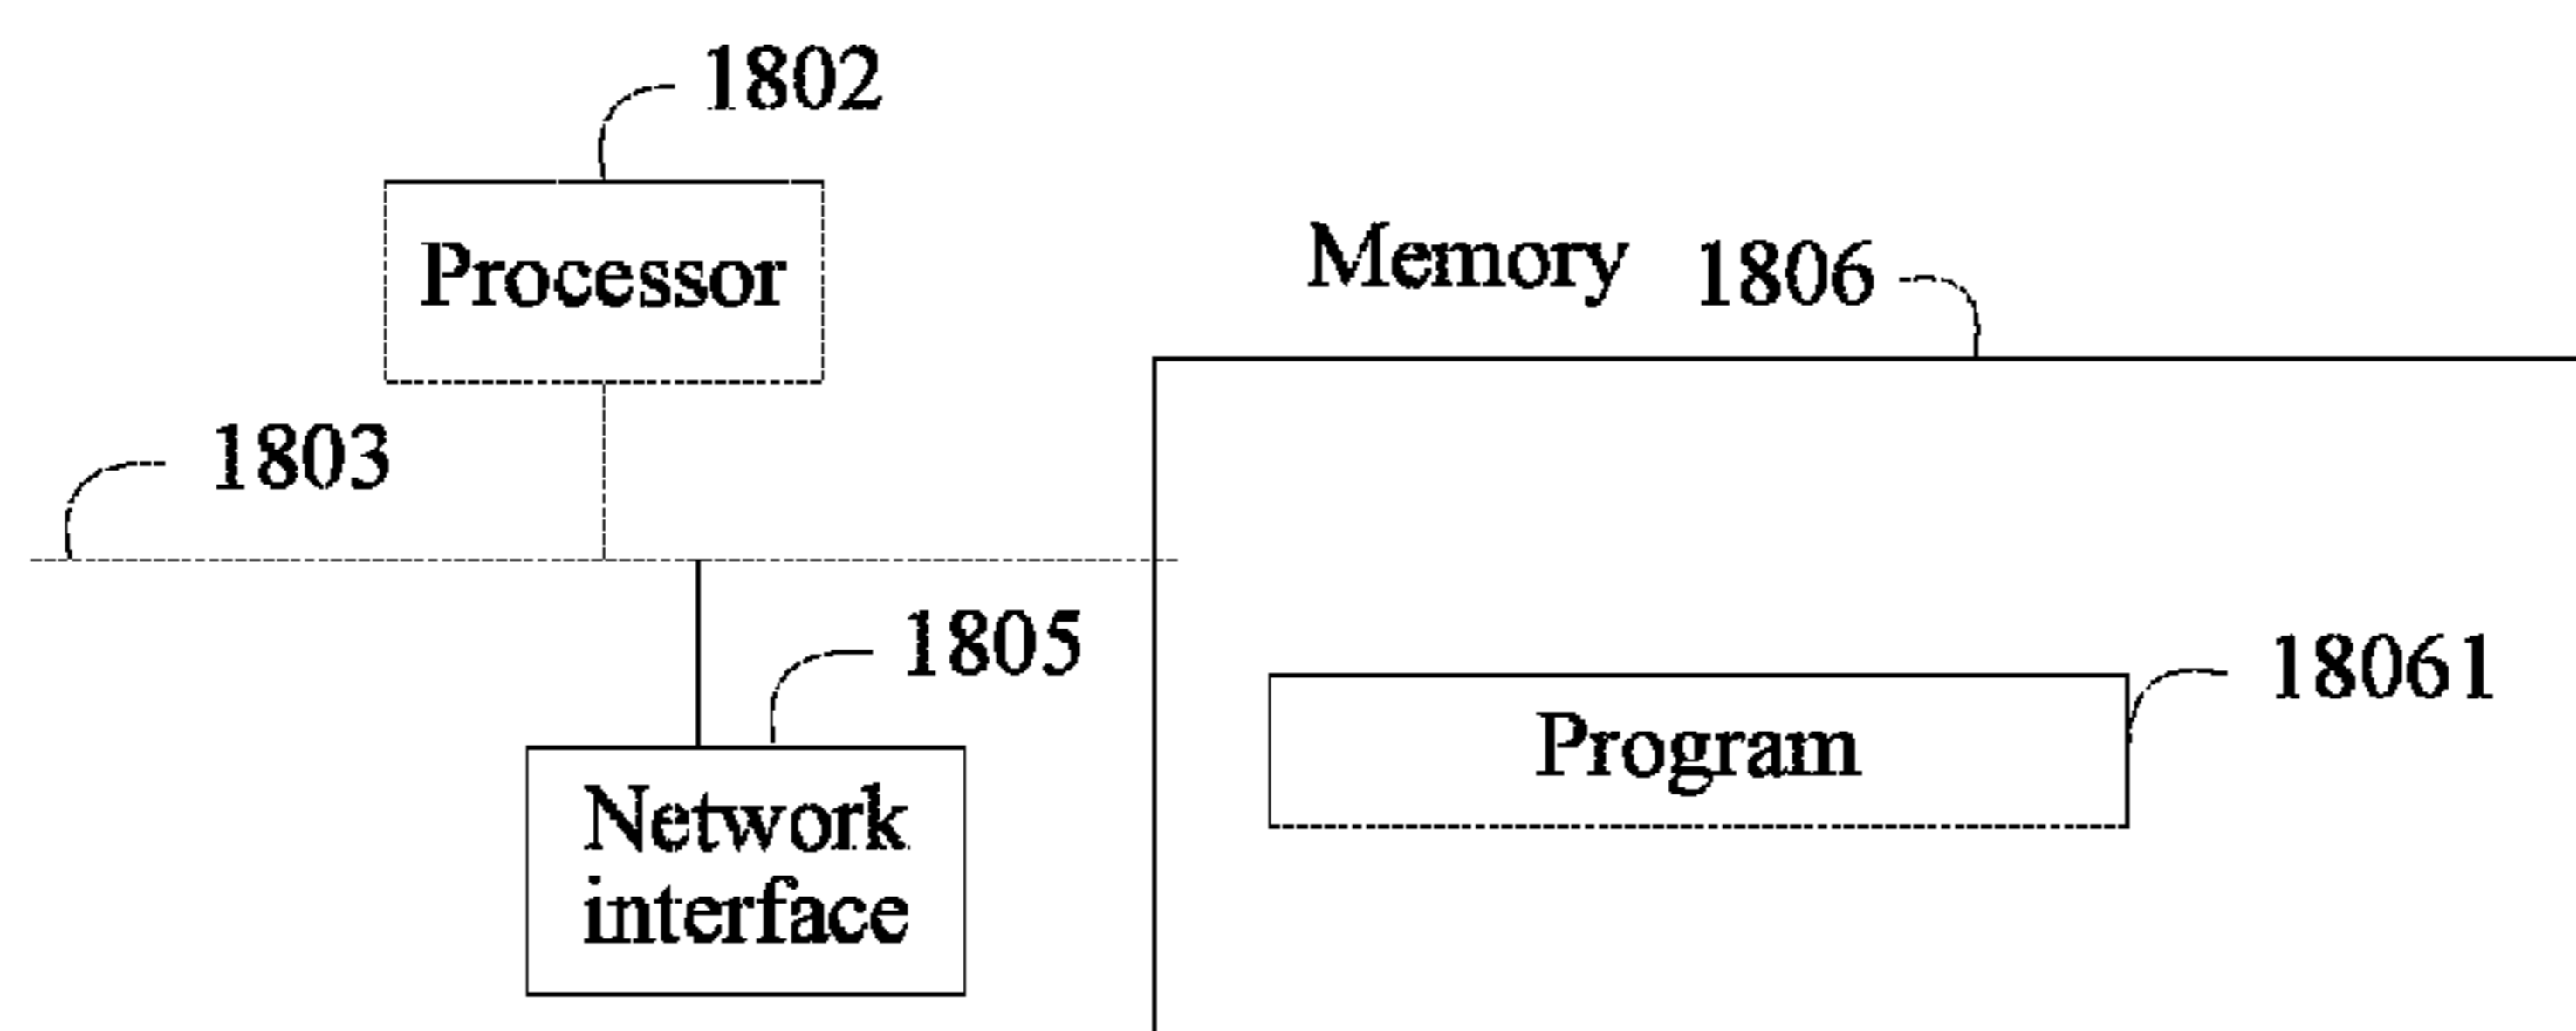 1802
Processor
Memory 1806
1803
1805
18061
Program
Network
interface